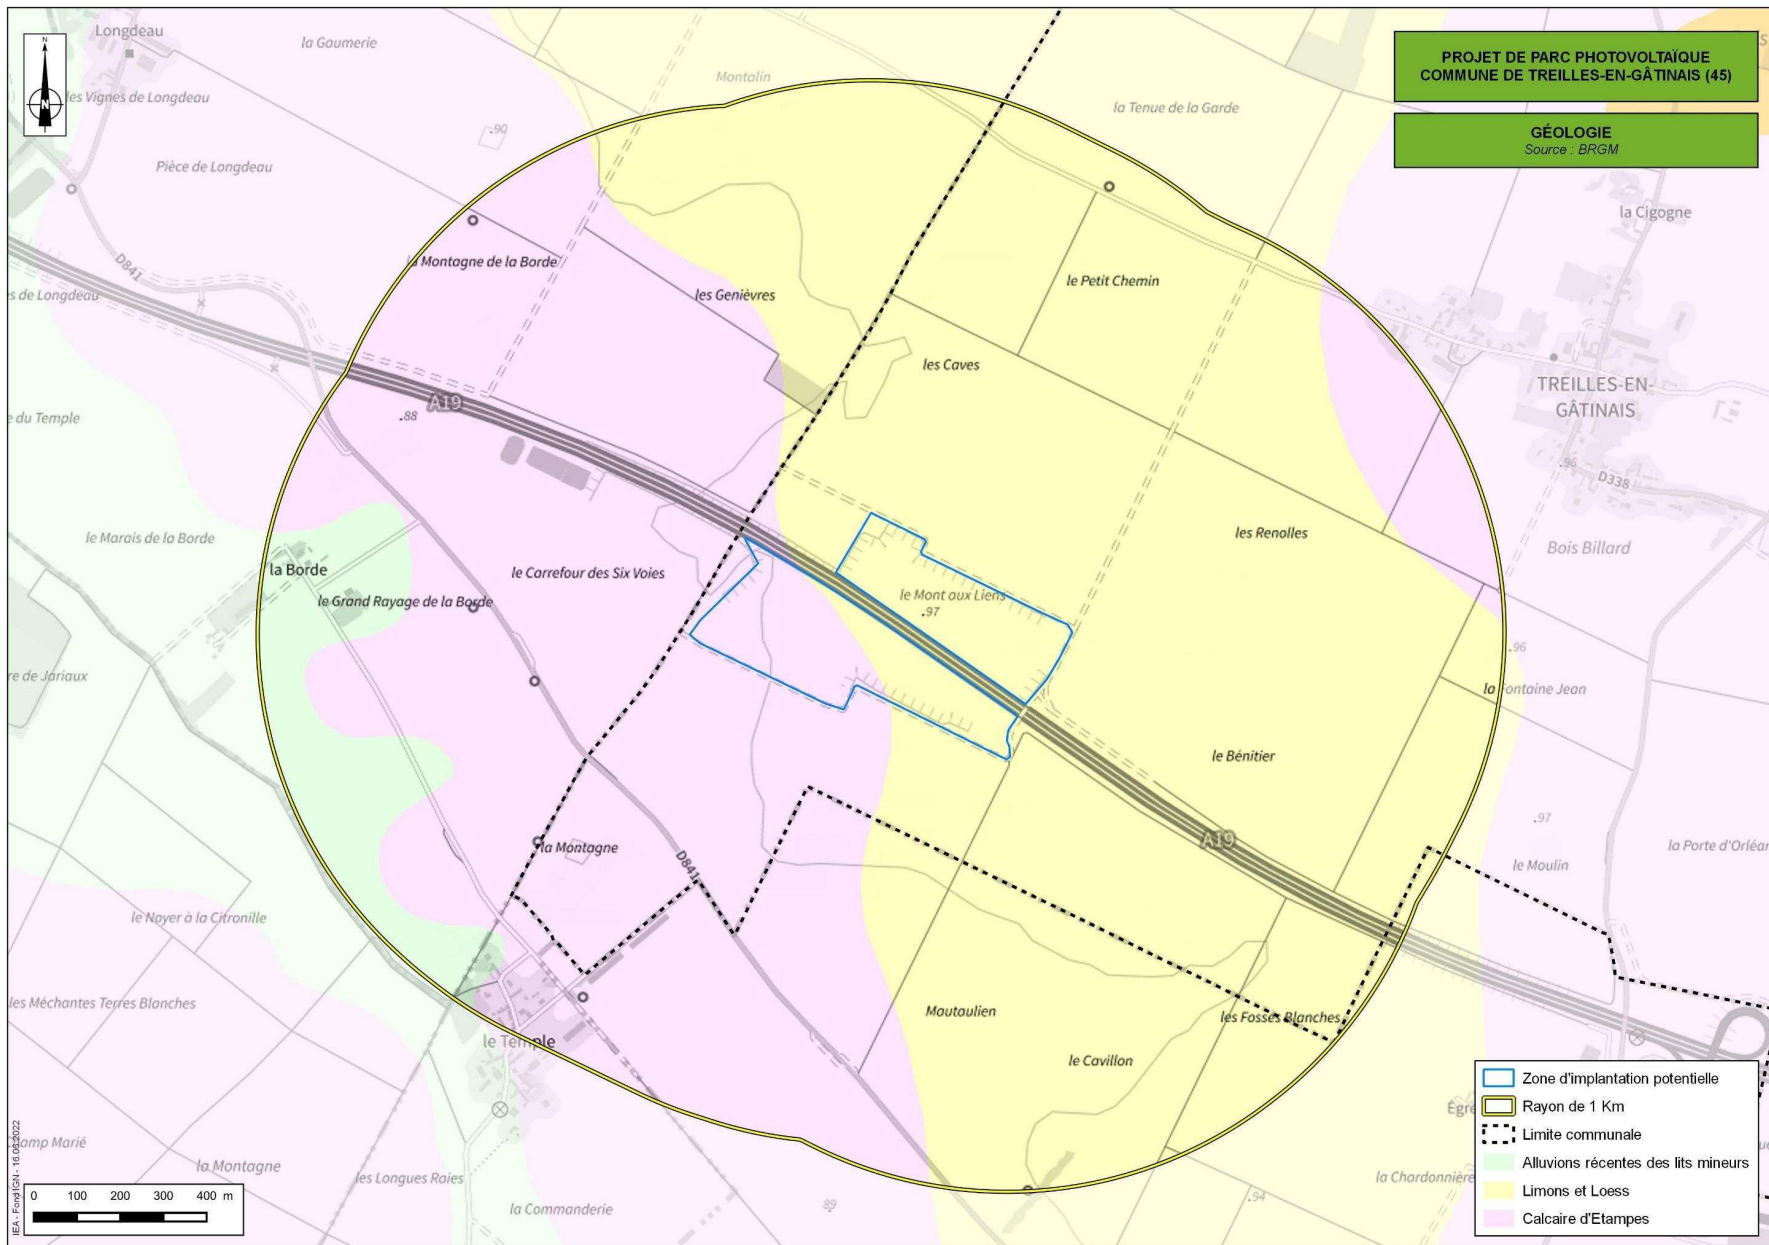 PROJET DE PARC PHOTOVOLTAÏQUE
COMMUNE DE TREILLES-EN-GÂTINAIS (45)
GÉOLOGIE
Source : BRGM
N
N
Longdeau
la Gaumerie
Montalin
la Tenue de la Garde
les Vignes de Longdeau
.90
Pièce de Longdeau
la Cigogne
D841
la Montagne de la Borde
les Genièvres
le Petit Chemin
es de Longdeau
les Caves
TREILLES-EN-
GÂTINAIS
A19
.88
e du Temple
.96
D338
le Marais de la Borde
les Renolles
Bois Billard
la Borde
le Carrefour des Six Voies
le Mont aux Liens
.97
le Grand Rayage de la Borde
.96
re de Jariaux
la Fontaine Jean
le Bénitier
.97
A19
la Montagne
D841
le Moulin
la Porte d'Orléan
le Noyer à la Citronille
les Méchantes Terres Blanches
Mautaulien
les Fosses Blanches
le Temple
le Cavillon
Égre
amp Marié
la Montagne
les Longues Raies
la Commanderie
89
.94
la Chardonnière
Zone d'implantation potentielle
Rayon de 1 Km
Limite communale
Alluvions récentes des lits mineurs
Limons et Loess
Calcaire d'Etampes
0 100 200 300 400 m